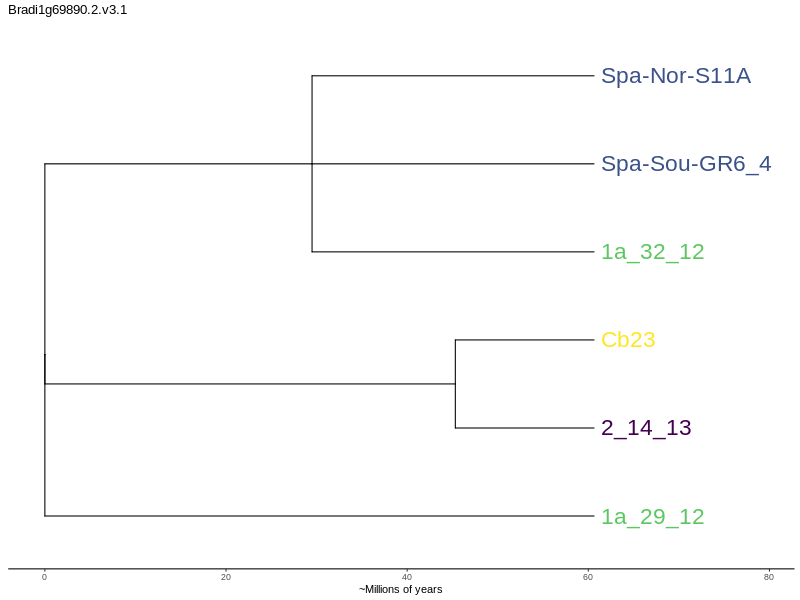 Bradi1g69890.2.v3.1
Spa-Nor-S11A
Spa-Sou-GR6_4
1a_32_12
Cb23
2_14_13
1a_29_12
0 20 40 60 80
~Millions of years